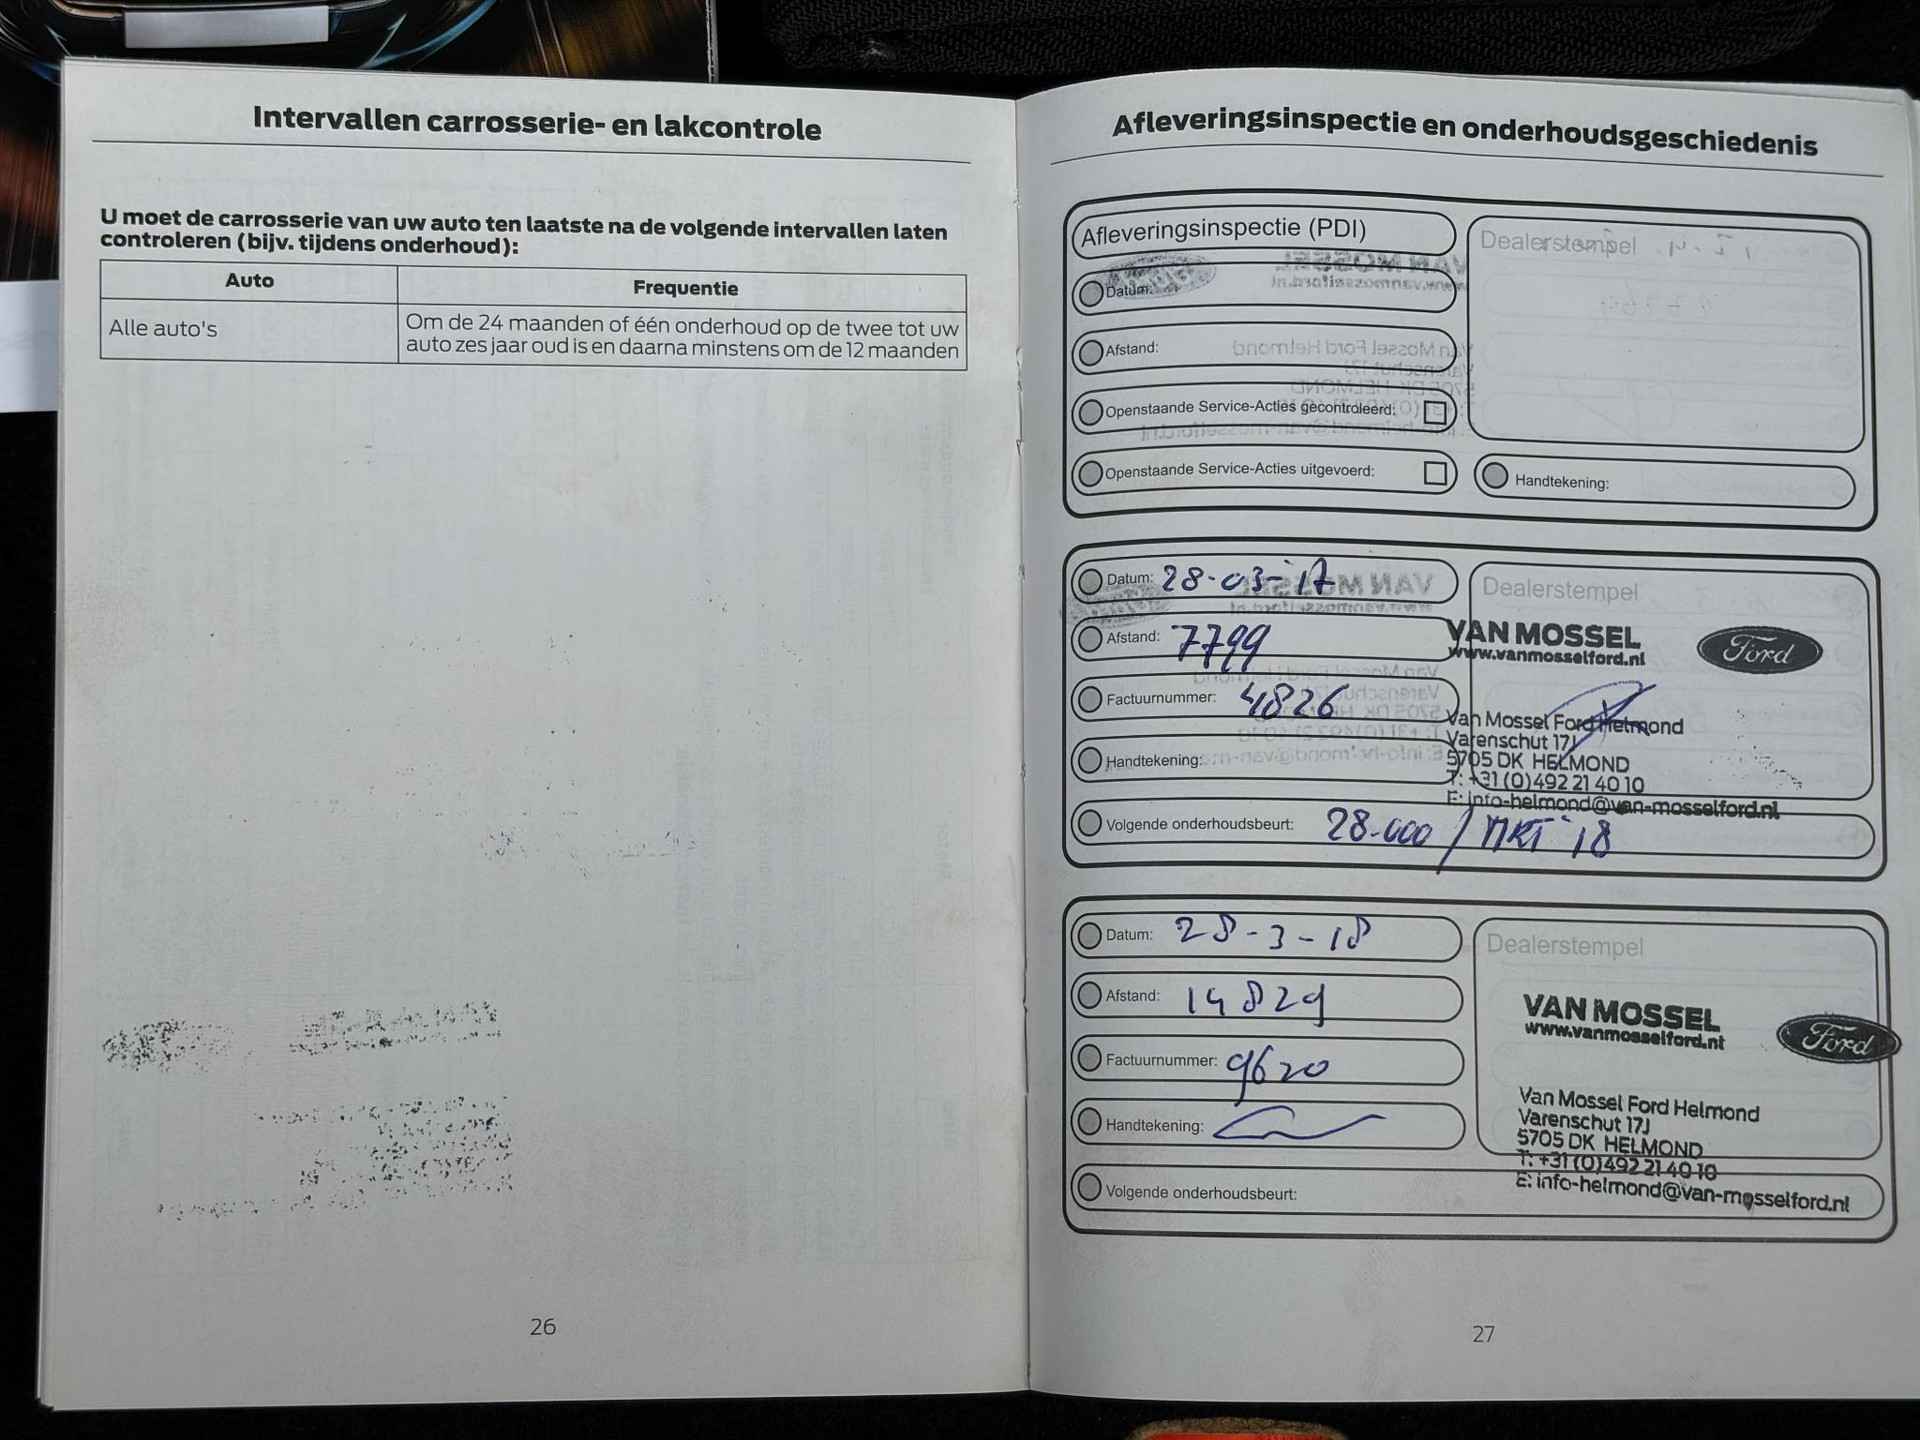 Intervallen carrosserie- en lakcontrole
U moet de carrosserie van uw auto ten laatste na de volgende intervallen laten
controleren (bijv. tijdens onderhoud):
Auto
Frequentie
Alle auto's
Om de 24 maanden of één onderhoud op de twee tot uw
auto zes jaar oud is en daarna minstens om de 12 maanden
26
Afleveringsinspectie en onderhoudsgeschiedenis
Afleveringsinspectie (PDI)
Dealerstempel
Datum:
Afstand:
Openstaande Service-Acties gecontroleerd:
Openstaande Service-Acties uitgevoerd:
Handtekening:
Datum: 28-03-'17
Afstand: 7799
Factuurnummer: 4826
Handtekening:
Volgende onderhoudsbeurt: 28.000 / MRT '18
Dealerstempel
VAN MOSSEL
www.vanmosselford.nl
Ford
Van Mossel Ford Helmond
Varenschut 17J
5705 DK HELMOND
T: +31 (0)492 21 40 10
E: info-helmond@van-mosselford.nl
Datum: 28-3-18
Afstand: 14829
Factuurnummer: 9620
Handtekening:
Volgende onderhoudsbeurt:
Dealerstempel
VAN MOSSEL
www.vanmosselford.nl
Ford
Van Mossel Ford Helmond
Varenschut 17J
5705 DK HELMOND
T: +31 (0)492 21 40 10
E: info-helmond@van-mosselford.nl
27